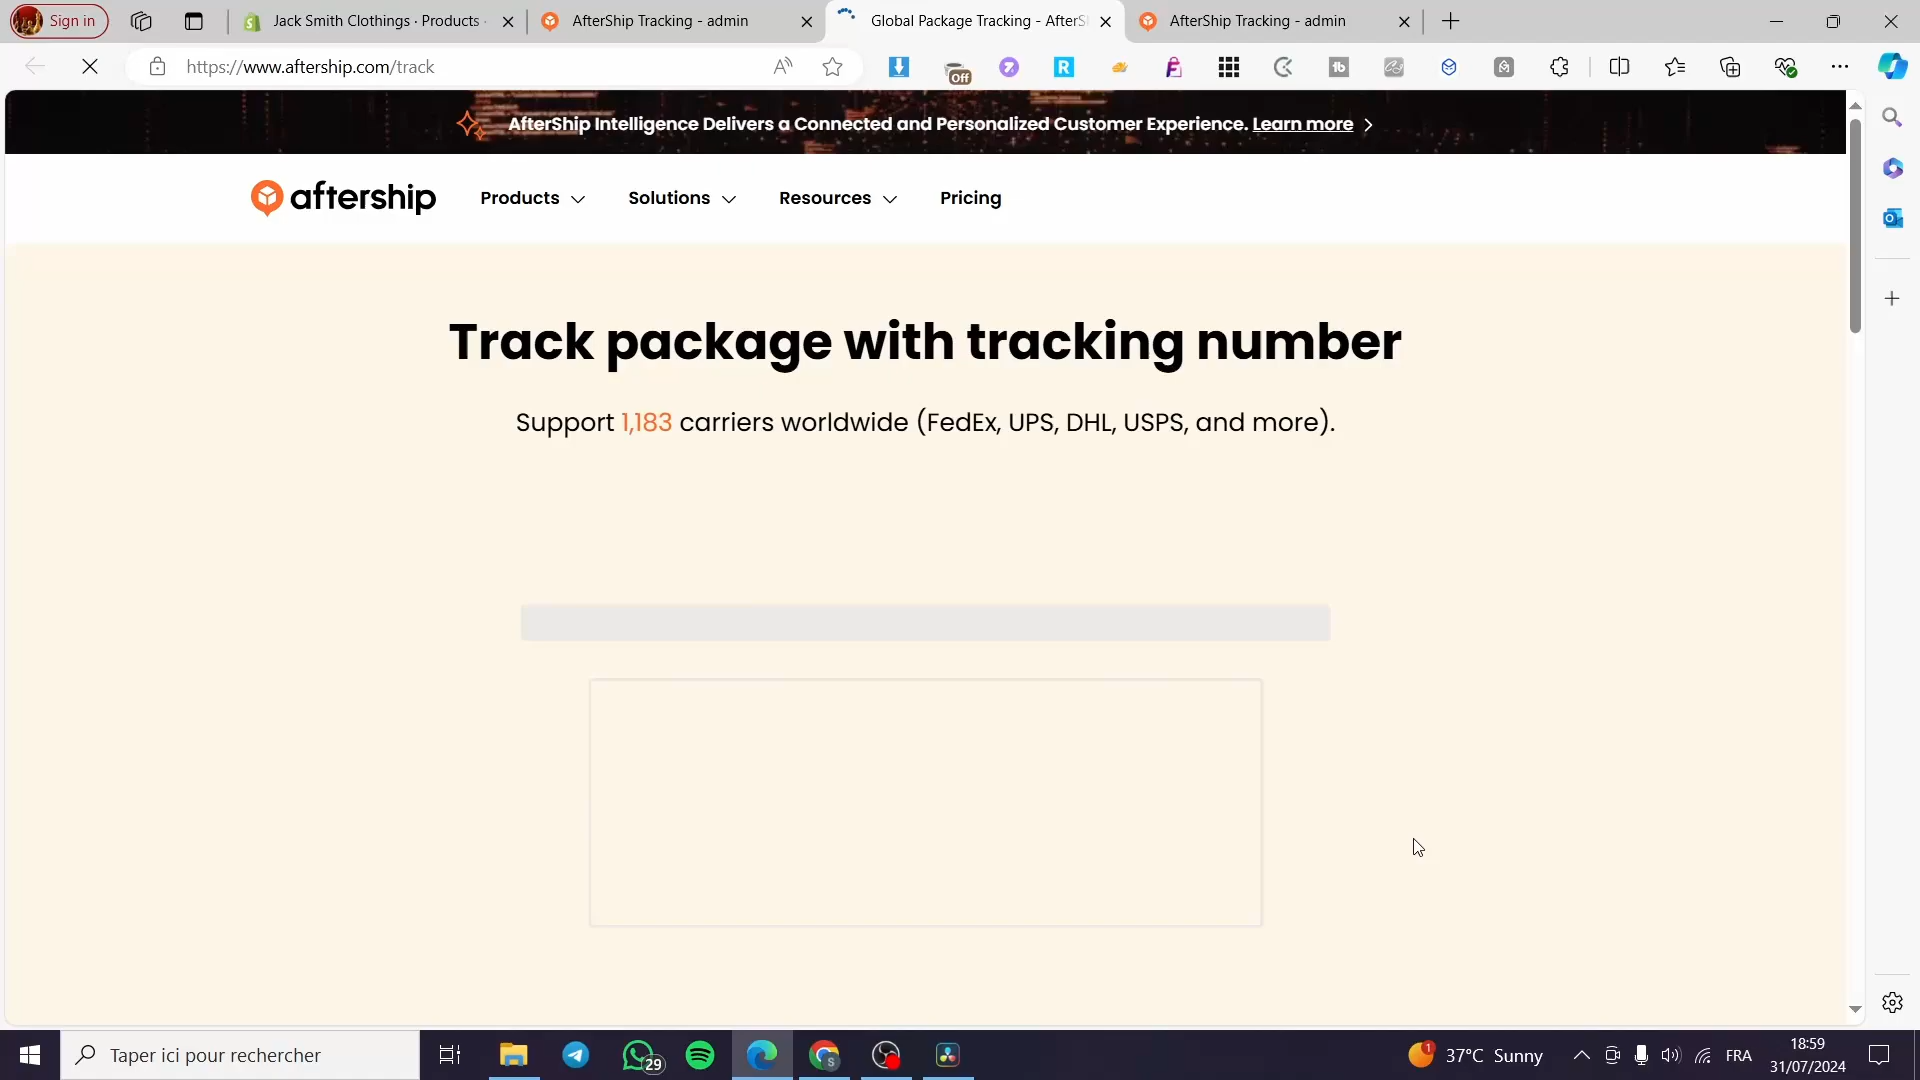 Sign in
Jack Smith Clothings · Products ·
AfterShip Tracking - admin
Global Package Tracking - AfterS
AfterShip Tracking - admin
https://www.aftership.com/track
Off
AfterShip Intelligence Delivers a Connected and Personalized Customer Experience. Learn more
aftership
Products
Solutions
Resources
Pricing
Track package with tracking number
Support 1,183 carriers worldwide (FedEx, UPS, DHL, USPS, and more).
Taper ici pour rechercher
29
1
37°C Sunny
FRA
18:59
31/07/2024